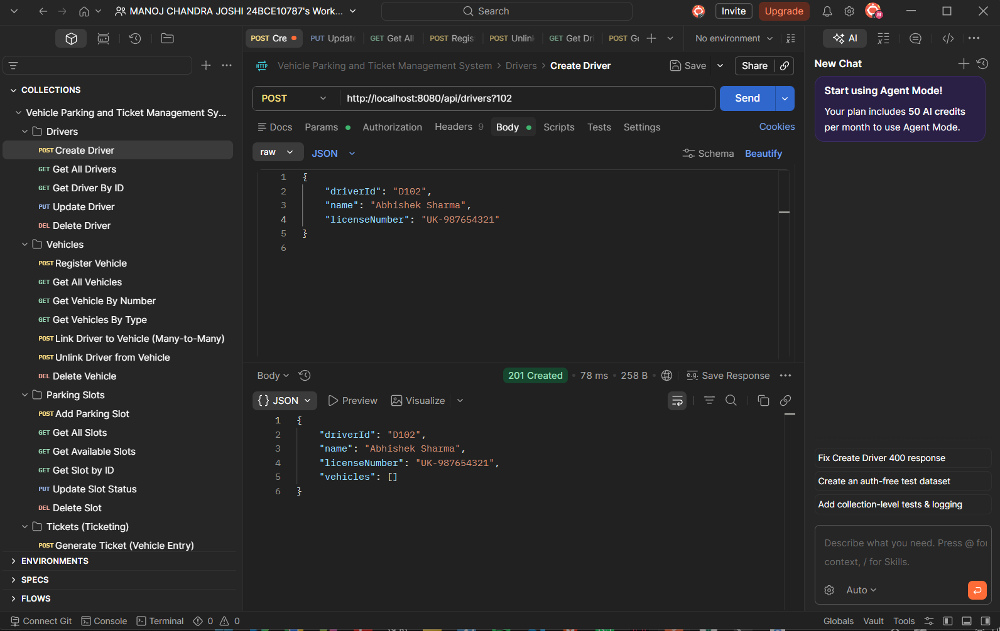 MANOJ CHANDRA JOSHI 24BCE10787's Work...
Search
Invite
Upgrade
COLLECTIONS
Vehicle Parking and Ticket Management Sy...
Drivers
POST Create Driver
GET Get All Drivers
GET Get Driver By ID
PUT Update Driver
DEL Delete Driver
Vehicles
POST Register Vehicle
GET Get All Vehicles
GET Get Vehicle By Number
GET Get Vehicles By Type
POST Link Driver to Vehicle (Many-to-Many)
POST Unlink Driver from Vehicle
DEL Delete Vehicle
Parking Slots
POST Add Parking Slot
GET Get All Slots
GET Get Available Slots
GET Get Slot by ID
PUT Update Slot Status
DEL Delete Slot
Tickets (Ticketing)
POST Generate Ticket (Vehicle Entry)
ENVIRONMENTS
SPECS
FLOWS
POST Cre PUT Update GET Get All POST Regis POST Unlin GET Get Dri POST Ge
No environment
HTTP Vehicle Parking and Ticket Management System > Drivers > Create Driver
Save Share
POST http://localhost:8080/api/drivers?102 Send
Docs Params Authorization Headers 9 Body Scripts Tests Settings Cookies
raw JSON Schema Beautify
1 {
2 "driverId": "D102",
3 "name": "Abhishek Sharma",
4 "licenseNumber": "UK-987654321"
5 }
6
Body 201 Created • 78 ms • 258 B • e.g. Save Response
{} JSON Preview Visualize
1 {
2 "driverId": "D102",
3 "name": "Abhishek Sharma",
4 "licenseNumber": "UK-987654321",
5 "vehicles": []
6 }
AI
New Chat
Start using Agent Mode!
Your plan includes 50 AI credits
per month to use Agent Mode.
Fix Create Driver 400 response
Create an auth-free test dataset
Add collection-level tests & logging
Describe what you need. Press @ for
context, / for Skills.
Auto
Connect Git Console Terminal 0 0
Globals Vault Tools